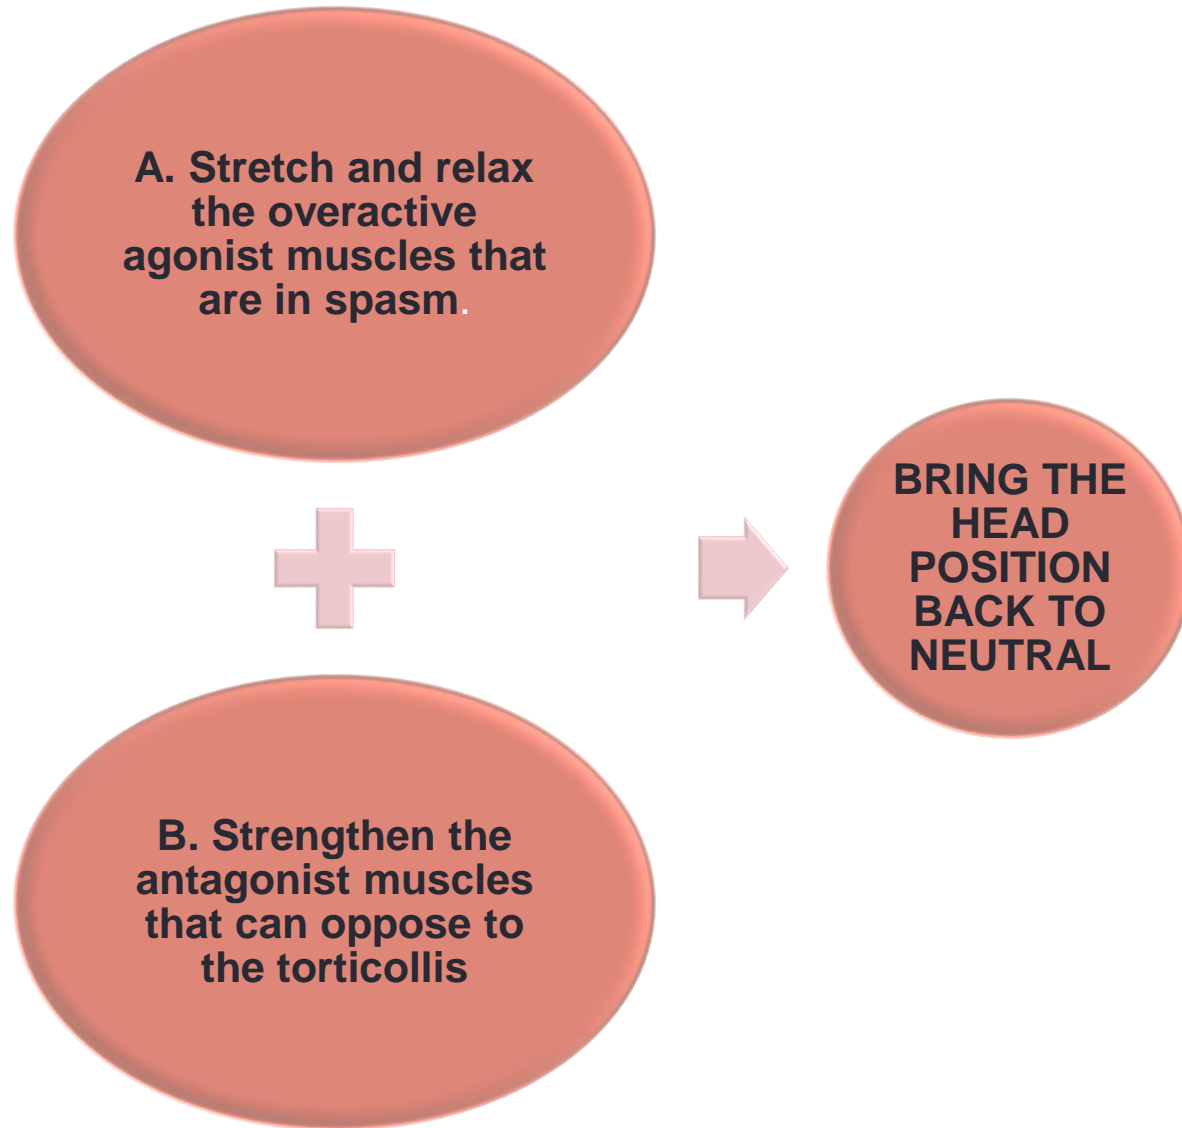 A. Stretch and relax
the overactive
agonist muscles that
are in spasm.
B. Strengthen the
antagonist muscles
that can oppose to
the torticollis
BRING THE
HEAD
POSITION
BACK TO
NEUTRAL